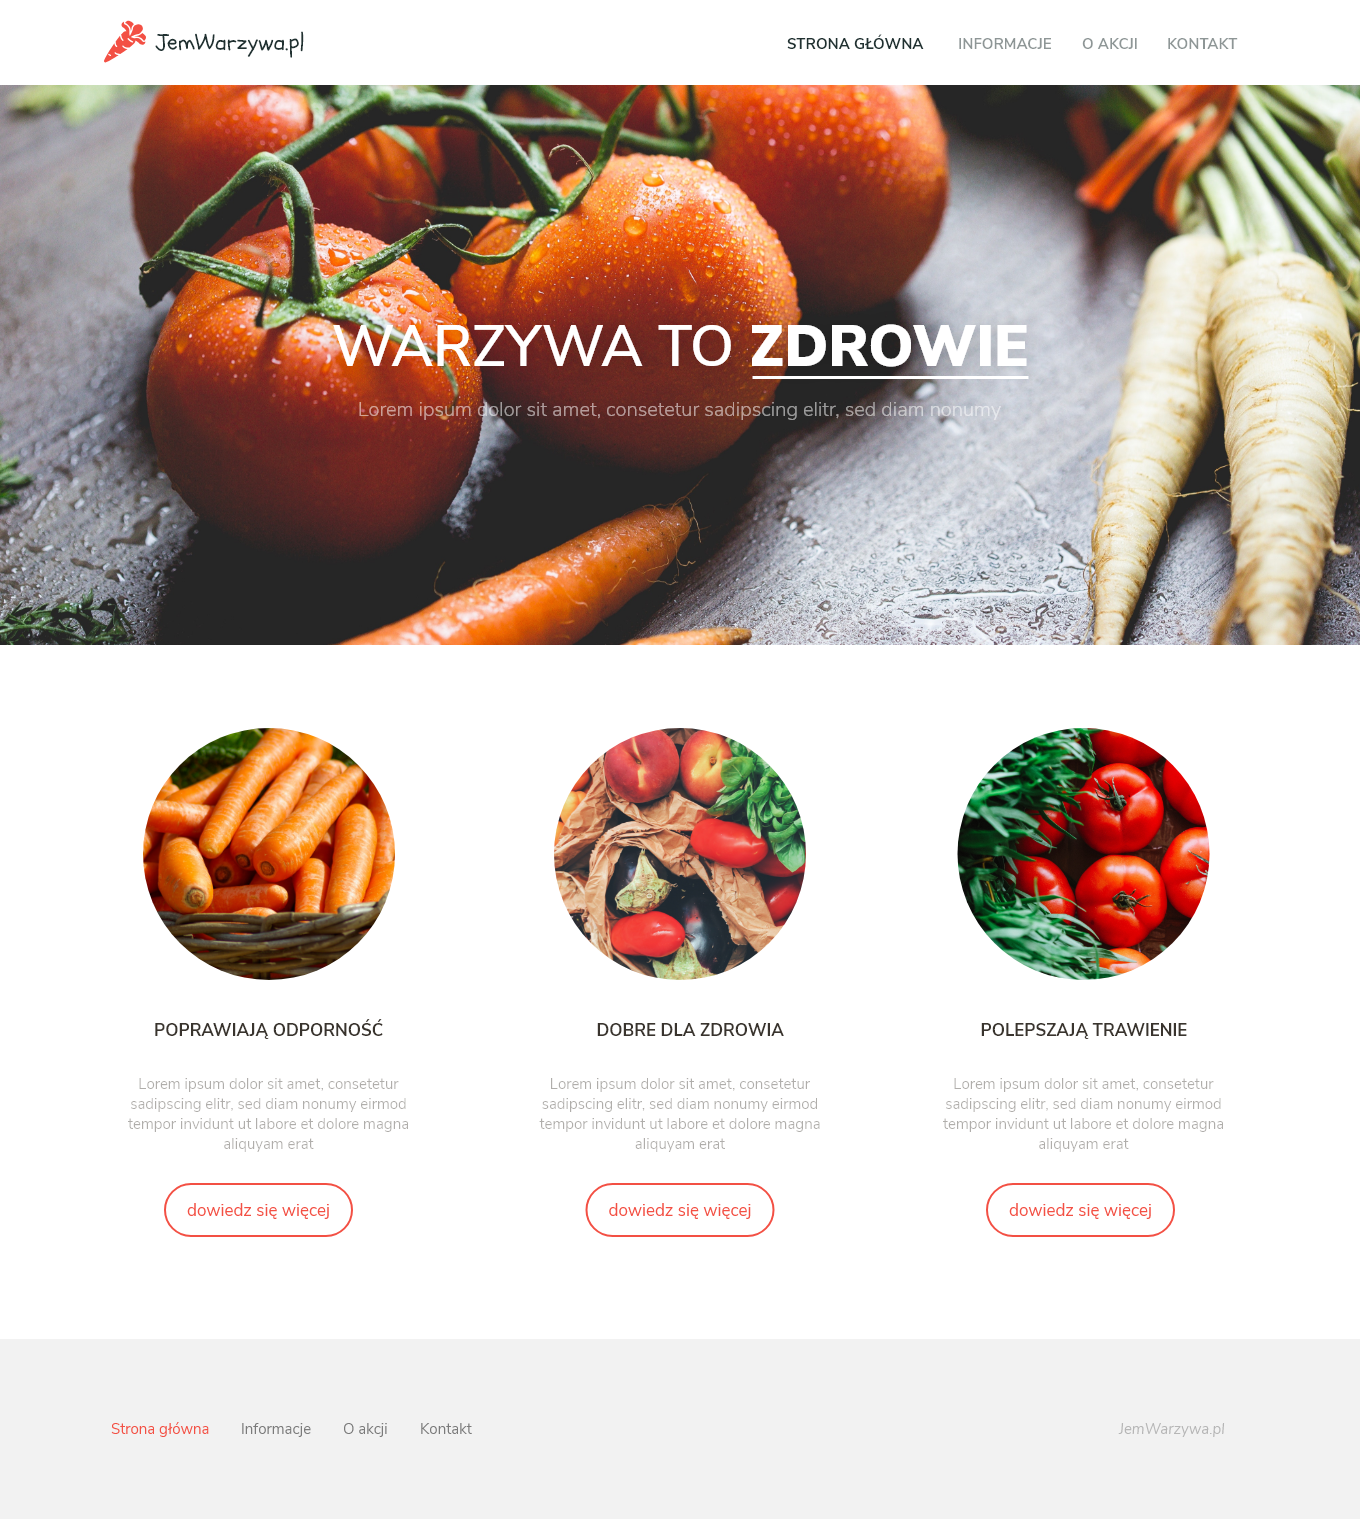 JemWarzywa.pl
STRONA GŁÓWNA INFORMACJE O AKCJI KONTAKT
WARZYWA TO ZDROWIE
Lorem ipsum dolor sit amet, consetetur sadipscing elitr, sed diam nonumy
POPRAWIAJĄ ODPORNOŚĆ
Lorem ipsum dolor sit amet, consetetur
sadipscing elitr, sed diam nonumy eirmod
tempor invidunt ut labore et dolore magna
aliquyam erat
dowiedz się więcej
DOBRE DLA ZDROWIA
Lorem ipsum dolor sit amet, consetetur
sadipscing elitr, sed diam nonumy eirmod
tempor invidunt ut labore et dolore magna
aliquyam erat
dowiedz się więcej
POLEPSZAJĄ TRAWIENIE
Lorem ipsum dolor sit amet, consetetur
sadipscing elitr, sed diam nonumy eirmod
tempor invidunt ut labore et dolore magna
aliquyam erat
dowiedz się więcej
Strona główna Informacje O akcji Kontakt
JemWarzywa.pl